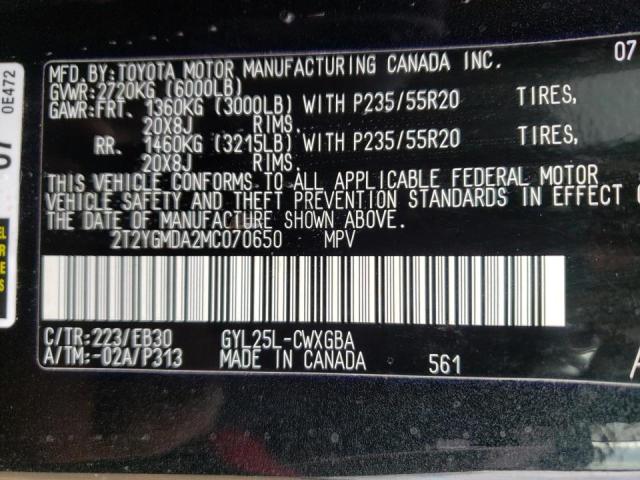 MFD. BY: TOYOTA MOTOR MANUFACTURING CANADA INC. 07
GVWR: 2720KG (6000LB)
GAWR: FRT. 1360KG (3000LB) WITH P235/55R20 TIRES,
20X8J RIMS.
RR. 1460KG (3215LB) WITH P235/55R20 TIRES,
20X8J RIMS.
THIS VEHICLE CONFORMS TO ALL APPLICABLE FEDERAL MOTOR
VEHICLE SAFETY AND THEFT PREVENTION STANDARDS IN EFFECT
THE DATE OF MANUFACTURE SHOWN ABOVE.
2T2YGMDA2MC070650 MPV
C/TR: 223/EB30 GYL25L-CWXGBA
A/TM: -02A/P313 MADE IN CANADA 561
0E472
07